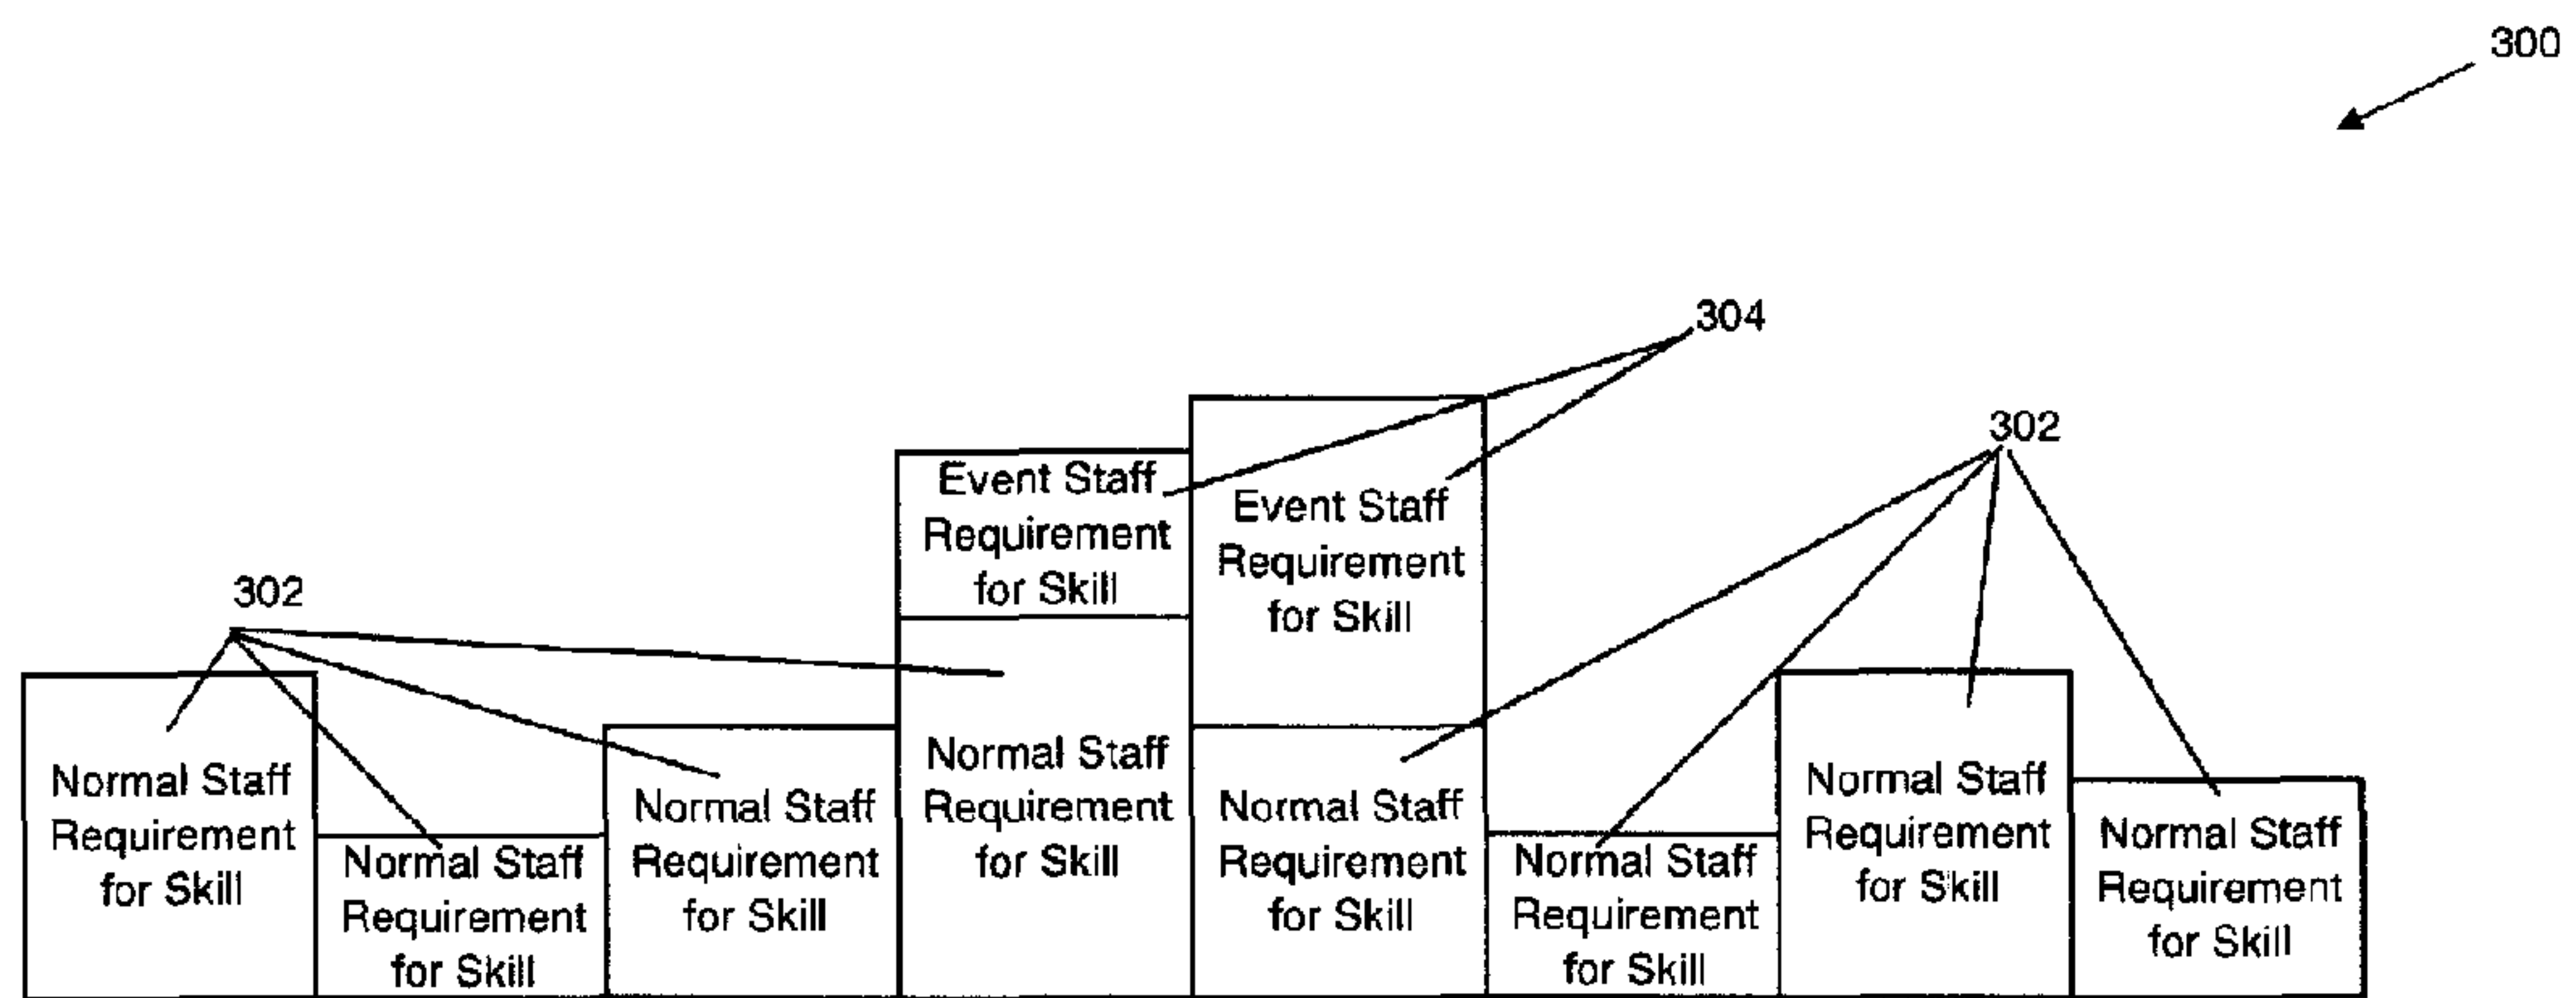 300
304
302
Event Staff
Requirement
for Skill
Event Staff
Requirement
for Skill
302
Normal Staff
Requirement
for Skill
Normal Staff
Requirement
for Skill
Normal Staff
Requirement
for Skill
Normal Staff
Requirement
for Skill
Normal Staff
Requirement
for Skill
Normal Staff
Requirement
for Skill
Normal Staff
Requirement
for Skill
Normal Staff
Requirement
for Skill